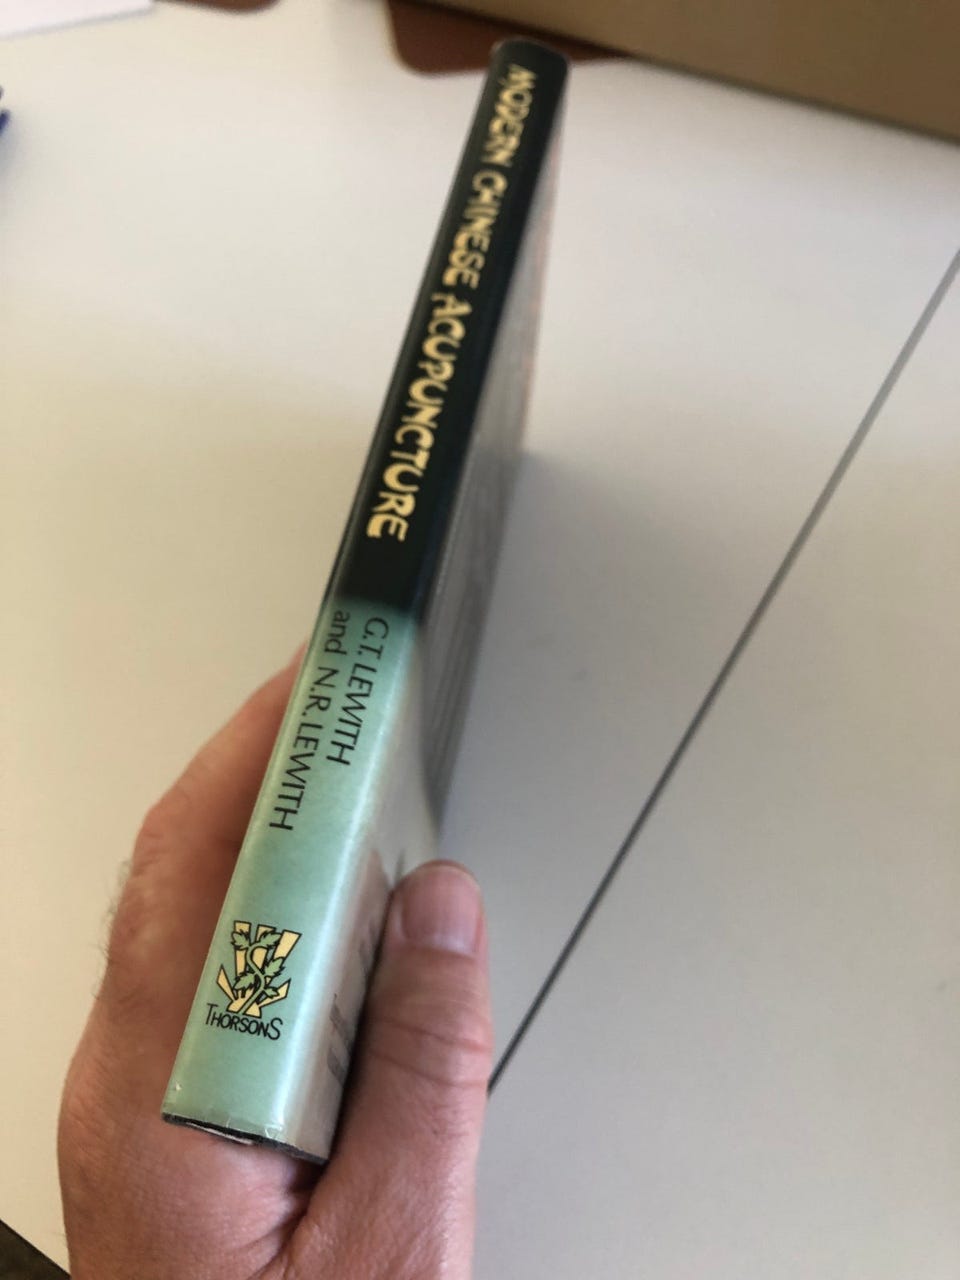 MODERN CHINESE ACUPUNCTURE
G.T. LEWITH
and N.R. LEWITH
THORSONS